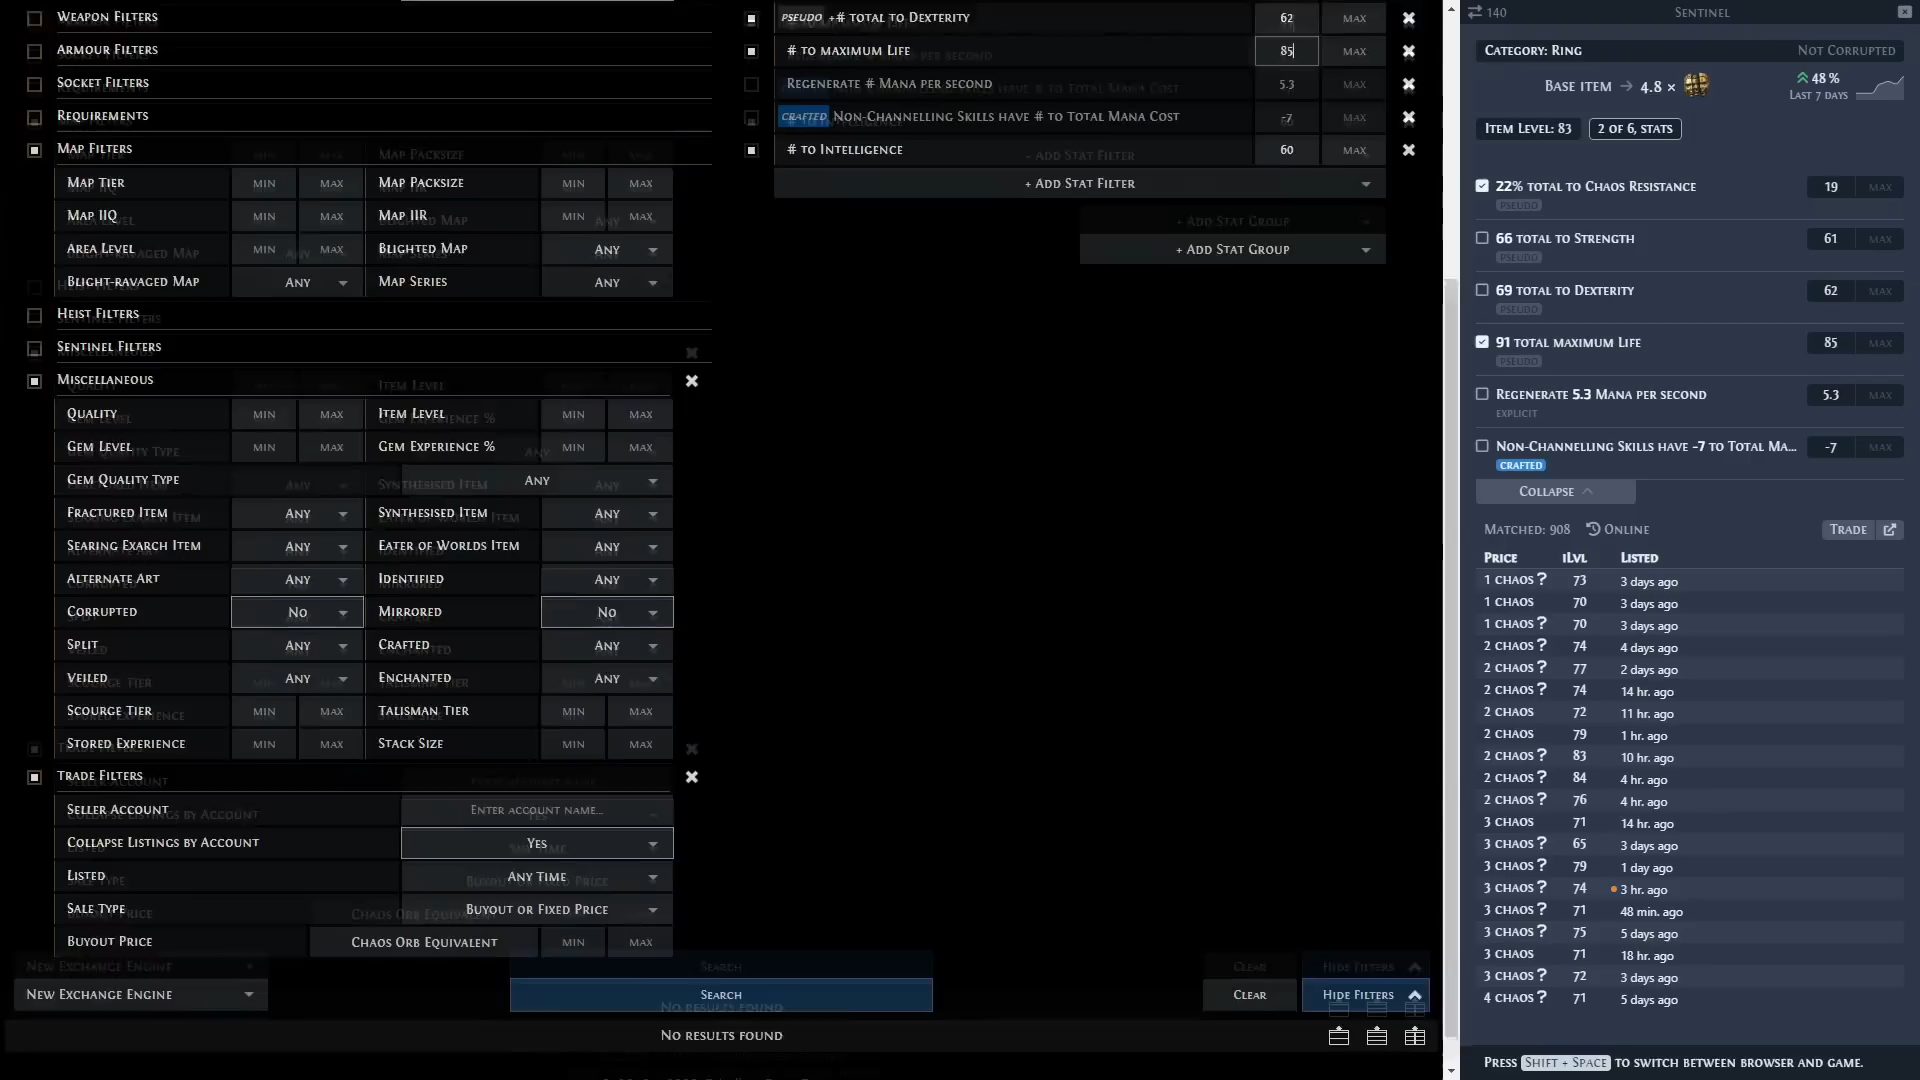 Weapon Filters
Armour Filters
Socket Filters
Requirements
Map Filters
Map Tier MIN MAX Map Packsize MIN MAX
Map IIQ MIN MAX Map IIR MIN MAX
Area Level MIN MAX Blighted Map Any
Blight-ravaged Map Any Map Series Any
Heist Filters
Sentinel Filters
Miscellaneous
Quality MIN MAX Item Level MIN MAX
Gem Level MIN MAX Gem Experience % MIN MAX
Gem Quality Type Any
Fractured Item Any Synthesised Item Any
Searing Exarch Item Any Eater of Worlds Item Any
Alternate Art Any Identified Any
Corrupted No Mirrored No
Split Any Crafted Any
Veiled Any Enchanted Any
Scourge Tier MIN MAX Talisman Tier MIN MAX
Stored Experience MIN MAX Stack Size MIN MAX
Trade Filters
Seller Account Enter account name...
Collapse Listings by Account Yes
Listed Any Time
Sale Type Buyout or Fixed Price
Buyout Price Chaos Orb Equivalent MIN MAX
New Exchange Engine Search Clear Hide Filters
No results found
PSEUDO +# total to Dexterity 62 MAX
# to maximum Life 85 MAX
Regenerate # Mana per second 5.3 MAX
CRAFTED Non-Channelling Skills have # to Total Mana Cost -7 MAX
# to Intelligence 60 MAX
+ Add Stat Filter
+ Add Stat Group
140 Sentinel
Category: Ring Not Corrupted
Base item → 4.8 × 48 %
Last 7 days
Item Level: 83 2 of 6, stats
22% total to Chaos Resistance 19 MAX
PSEUDO
66 total to Strength 61 MAX
PSEUDO
69 total to Dexterity 62 MAX
PSEUDO
91 total maximum Life 85 MAX
PSEUDO
Regenerate 5.3 Mana per second 5.3 MAX
EXPLICIT
Non-Channelling Skills have -7 to Total Ma... -7 MAX
CRAFTED
Collapse
Matched: 908 Online Trade
Price iLvl Listed
1 chaos ? 73 3 days ago
1 chaos 70 3 days ago
1 chaos ? 70 3 days ago
2 chaos ? 74 4 days ago
2 chaos ? 77 2 days ago
2 chaos ? 74 14 hr. ago
2 chaos 72 11 hr. ago
2 chaos 79 1 hr. ago
2 chaos ? 83 10 hr. ago
2 chaos ? 84 4 hr. ago
2 chaos ? 76 4 hr. ago
3 chaos 71 14 hr. ago
3 chaos ? 65 3 days ago
3 chaos ? 79 1 day ago
3 chaos ? 74 3 hr. ago
3 chaos ? 71 48 min. ago
3 chaos ? 75 5 days ago
3 chaos 71 18 hr. ago
3 chaos ? 72 3 days ago
4 chaos ? 71 5 days ago
Press Shift + Space to switch between browser and game.